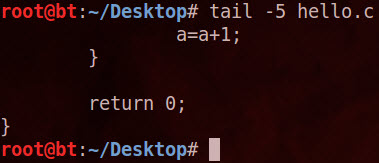 root@bt:~/Desktop# tail -5 hello.c
                a=a+1;
        }

        return 0;
}
root@bt:~/Desktop#